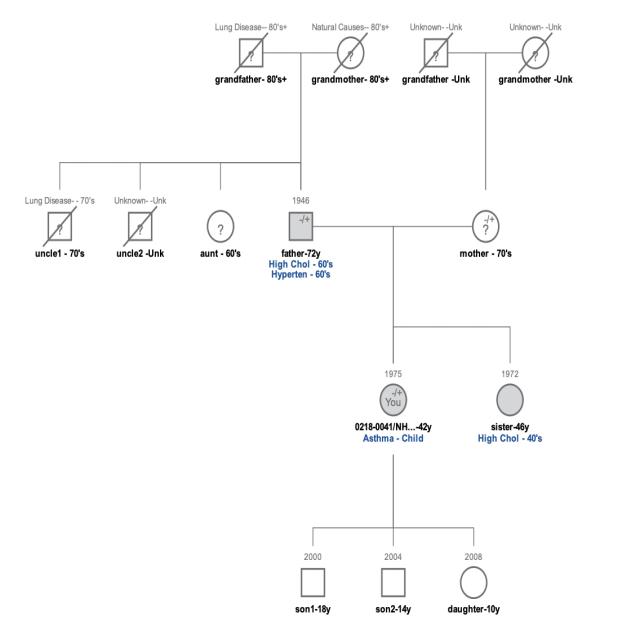 Lung Disease-- 80's+
Natural Causes-- 80's+
Unknown- -Unk
Unknown- -Unk
?
?
?
?
grandfather- 80's+
grandmother- 80's+
grandfather -Unk
grandmother -Unk
Lung Disease- - 70's
Unknown- -Unk
1946
?
?
?
-/+
-/+
?
uncle1 - 70's
uncle2 -Unk
aunt - 60's
father-72y
High Chol - 60's
Hyperten - 60's
mother - 70's
1975
1972
-/+
You
0218-0041/NH...-42y
Asthma - Child
sister-46y
High Chol - 40's
2000
2004
2008
son1-18y
son2-14y
daughter-10y